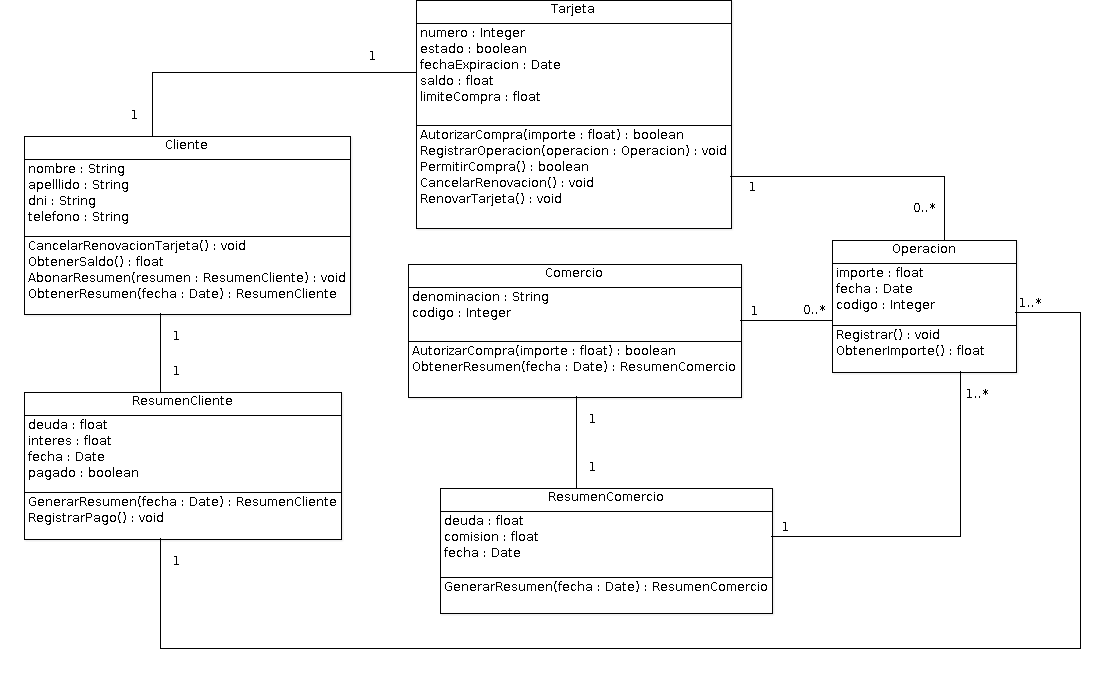 Tarjeta
numero : Integer
estado : boolean
fechaExpiracion : Date
saldo : float
limiteCompra : float
AutorizarCompra(importe : float) : boolean
RegistrarOperacion(operacion : Operacion) : void
PermitirCompra() : boolean
CancelarRenovacion() : void
RenovarTarjeta() : void
1
1
Cliente
nombre : String
apelllido : String
dni : String
telefono : String
CancelarRenovacionTarjeta() : void
ObtenerSaldo() : float
AbonarResumen(resumen : ResumenCliente) : void
ObtenerResumen(fecha : Date) : ResumenCliente
1
0..*
Operacion
importe : float
fecha : Date
codigo : Integer
Registrar() : void
ObtenerImporte() : float
Comercio
denominacion : String
codigo : Integer
AutorizarCompra(importe : float) : boolean
ObtenerResumen(fecha : Date) : ResumenComercio
1
0..*
1..*
1..*
1
1
ResumenCliente
deuda : float
interes : float
fecha : Date
pagado : boolean
GenerarResumen(fecha : Date) : ResumenCliente
RegistrarPago() : void
1
1
1
ResumenComercio
deuda : float
comision : float
fecha : Date
GenerarResumen(fecha : Date) : ResumenComercio
1